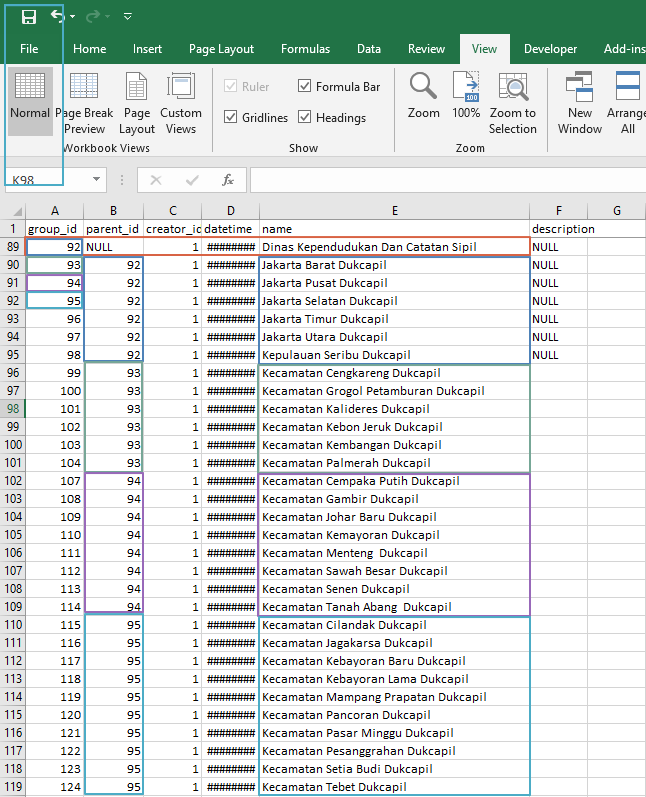 File Home Insert Page Layout Formulas Data Review View Developer Add-ins
Normal Page Break Preview Page Layout Custom Views Ruler Formula Bar Gridlines Headings Zoom 100% Zoom to Selection New Window Arrange All
Workbook Views Show Zoom
K98 fx
A B C D E F G
1 group_id parent_id creator_id datetime name description
89 92 NULL 1 ######## Dinas Kependudukan Dan Catatan Sipil NULL
90 93 92 1 ######## Jakarta Barat Dukcapil NULL
91 94 92 1 ######## Jakarta Pusat Dukcapil NULL
92 95 92 1 ######## Jakarta Selatan Dukcapil NULL
93 96 92 1 ######## Jakarta Timur Dukcapil NULL
94 97 92 1 ######## Jakarta Utara Dukcapil NULL
95 98 92 1 ######## Kepulauan Seribu Dukcapil NULL
96 99 93 1 ######## Kecamatan Cengkareng Dukcapil
97 100 93 1 ######## Kecamatan Grogol Petamburan Dukcapil
98 101 93 1 ######## Kecamatan Kalideres Dukcapil
99 102 93 1 ######## Kecamatan Kebon Jeruk Dukcapil
100 103 93 1 ######## Kecamatan Kembangan Dukcapil
101 104 93 1 ######## Kecamatan Palmerah Dukcapil
102 107 94 1 ######## Kecamatan Cempaka Putih Dukcapil
103 108 94 1 ######## Kecamatan Gambir Dukcapil
104 109 94 1 ######## Kecamatan Johar Baru Dukcapil
105 110 94 1 ######## Kecamatan Kemayoran Dukcapil
106 111 94 1 ######## Kecamatan Menteng  Dukcapil
107 112 94 1 ######## Kecamatan Sawah Besar Dukcapil
108 113 94 1 ######## Kecamatan Senen Dukcapil
109 114 94 1 ######## Kecamatan Tanah Abang  Dukcapil
110 115 95 1 ######## Kecamatan Cilandak Dukcapil
111 116 95 1 ######## Kecamatan Jagakarsa Dukcapil
112 117 95 1 ######## Kecamatan Kebayoran Baru Dukcapil
113 118 95 1 ######## Kecamatan Kebayoran Lama Dukcapil
114 119 95 1 ######## Kecamatan Mampang Prapatan Dukcapil
115 120 95 1 ######## Kecamatan Pancoran Dukcapil
116 121 95 1 ######## Kecamatan Pasar Minggu Dukcapil
117 122 95 1 ######## Kecamatan Pesanggrahan Dukcapil
118 123 95 1 ######## Kecamatan Setia Budi Dukcapil
119 124 95 1 ######## Kecamatan Tebet Dukcapil